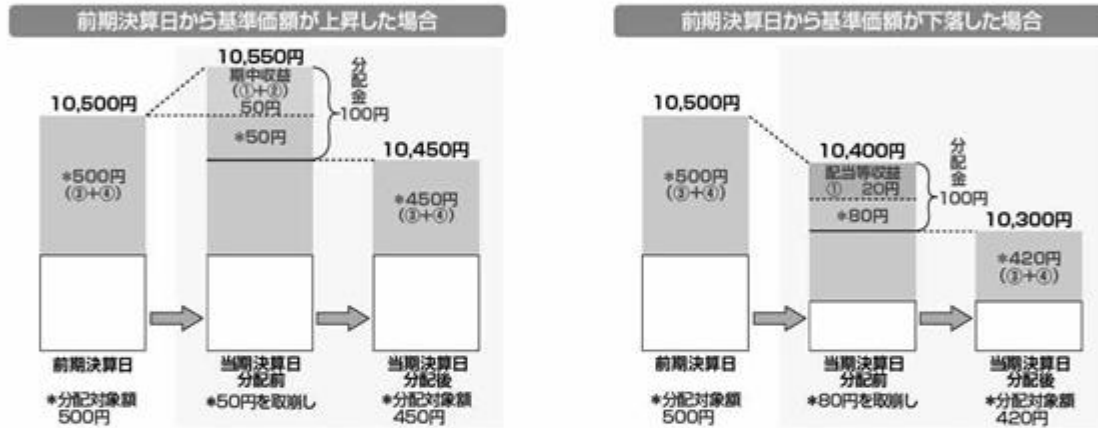 前期決算日から基準価額が上昇した場合
10,500円
*500円
(③+④)
前期決算日
*分配対象額
500円
10,550円
期中収益
(①+②)
50円
*50円
分配金
100円
当期決算日
分配前
*50円を取崩し
10,450円
*450円
(③+④)
当期決算日
分配後
*分配対象額
450円
前期決算日から基準価額が下落した場合
10,500円
*500円
(③+④)
前期決算日
*分配対象額
500円
10,400円
配当等収益
① 20円
*80円
分配金
100円
当期決算日
分配前
*80円を取崩し
10,300円
*420円
(③+④)
当期決算日
分配後
*分配対象額
420円